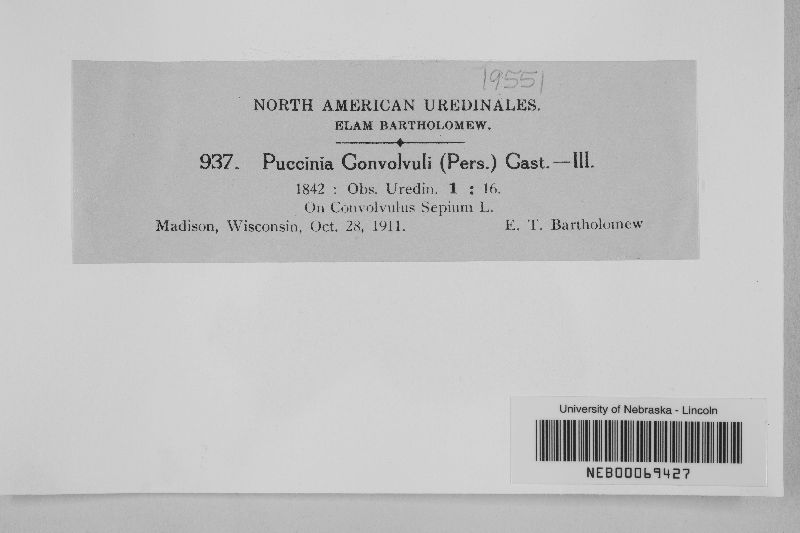 19551
NORTH AMERICAN UREDINALES.
ELAM BARTHOLOMEW.
937. Puccinia Convolvuli (Pers.) Cast.—III.
1842 : Obs. Uredin. 1 : 16.
On Convolvulus Sepium L.
Madison, Wisconsin, Oct. 28, 1911. E. T. Bartholomew
University of Nebraska - Lincoln
NEB00069427